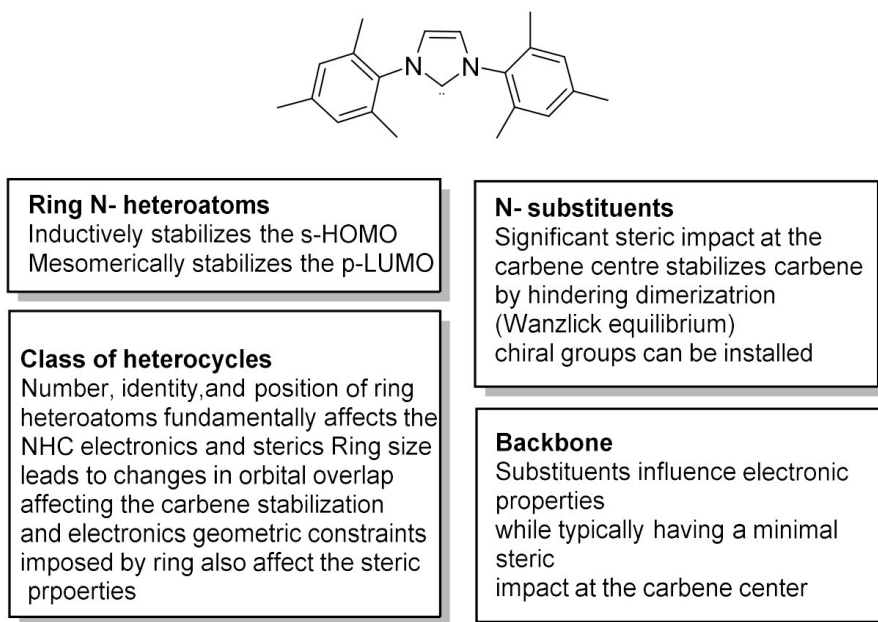 N
N
..
Ring N- heteroatoms
Inductively stabilizes the s-HOMO
Mesomerically stabilizes the p-LUMO
Class of heterocycles
Number, identity,and position of ring
heteroatoms fundamentally affects the
NHC electronics and sterics Ring size
leads to changes in orbital overlap
affecting the carbene stabilization
and electronics geometric constraints
imposed by ring also affect the steric
prpoerties
N- substituents
Significant steric impact at the
carbene centre stabilizes carbene
by hindering dimerizatrion
(Wanzlick equilibrium)
chiral groups can be installed
Backbone
Substituents influence electronic
properties
while typically having a minimal
steric
impact at the carbene center